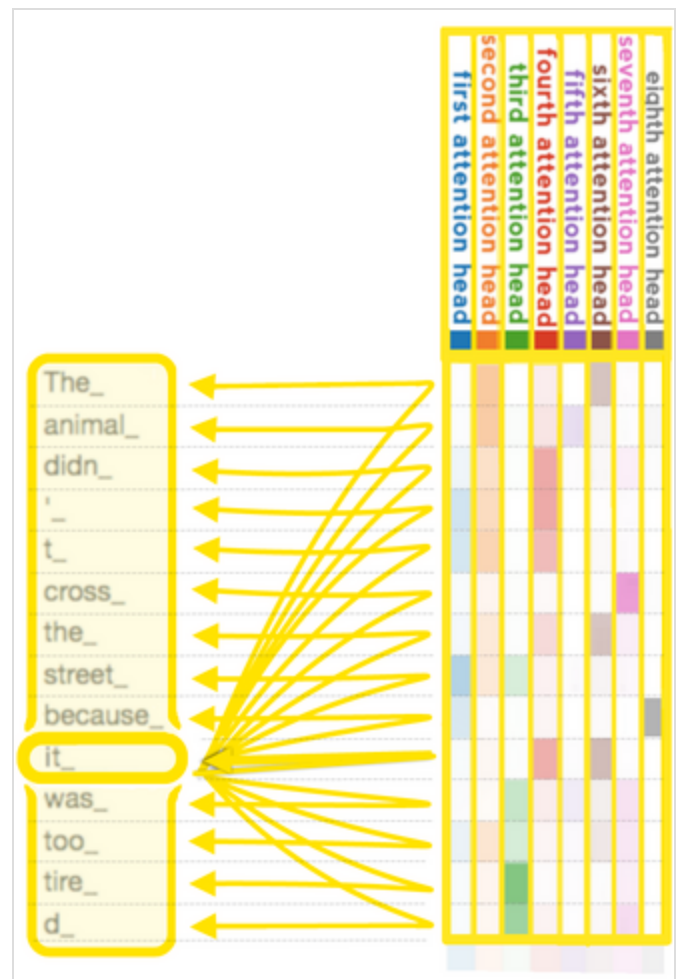 first attention head
second attention head
third attention head
fourth attention head
fifth attention head
sixth attention head
seventh attention head
eighth attention head
The_
animal_
didn_
'_
t_
cross_
the_
street_
because_
it_
was_
too_
tire_
d_